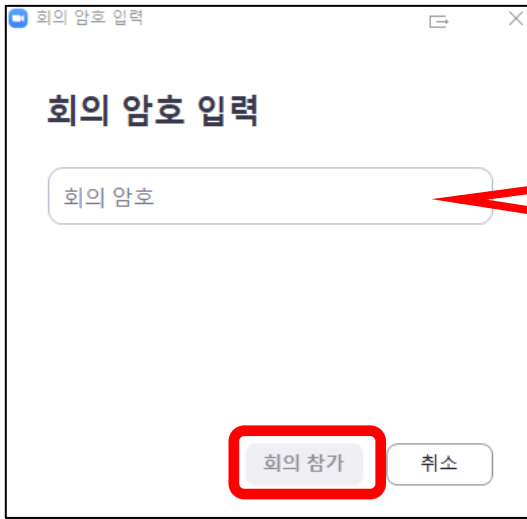 회의 암호 입력
회의 암호 입력
회의 암호
회의 참가
취소